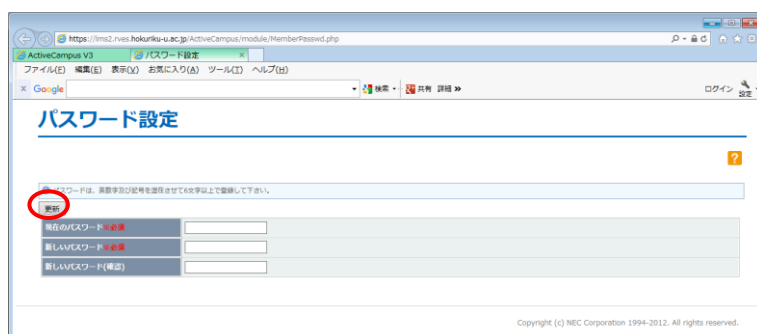 https://lms2.rves.hokuriku-u.ac.jp/ActiveCampus/module/MemberPasswd.php
ActiveCampus V3 パスワード設定 ×
ファイル(F) 編集(E) 表示(V) お気に入り(A) ツール(T) ヘルプ(H)
× Google 検索 共有 詳細 » ログイン 設定
パスワード設定
?
パスワードは、英数字及び記号を混在させて6文字以上で登録して下さい。
更新
現在のパスワード※必須
新しいパスワード※必須
新しいパスワード(確認)
Copyright (c) NEC Corporation 1994-2012. All rights reserved.